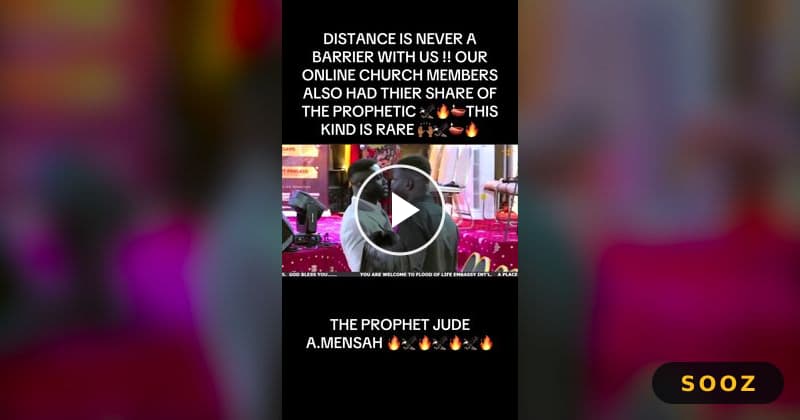 DISTANCE IS NEVER A
BARRIER WITH US !! OUR
ONLINE CHURCH MEMBERS
ALSO HAD THIER SHARE OF
THE PROPHETIC 🔥 THIS
KIND IS RARE 🙌🏾 🔥
GOD BLESS YOU...... YOU ARE WELCOME TO FLOOD OF LIFE EMBASSY INT'L. A PLACE
THE PROPHET JUDE
A.MENSAH 🔥 🔥 🔥 🔥
SOOZ